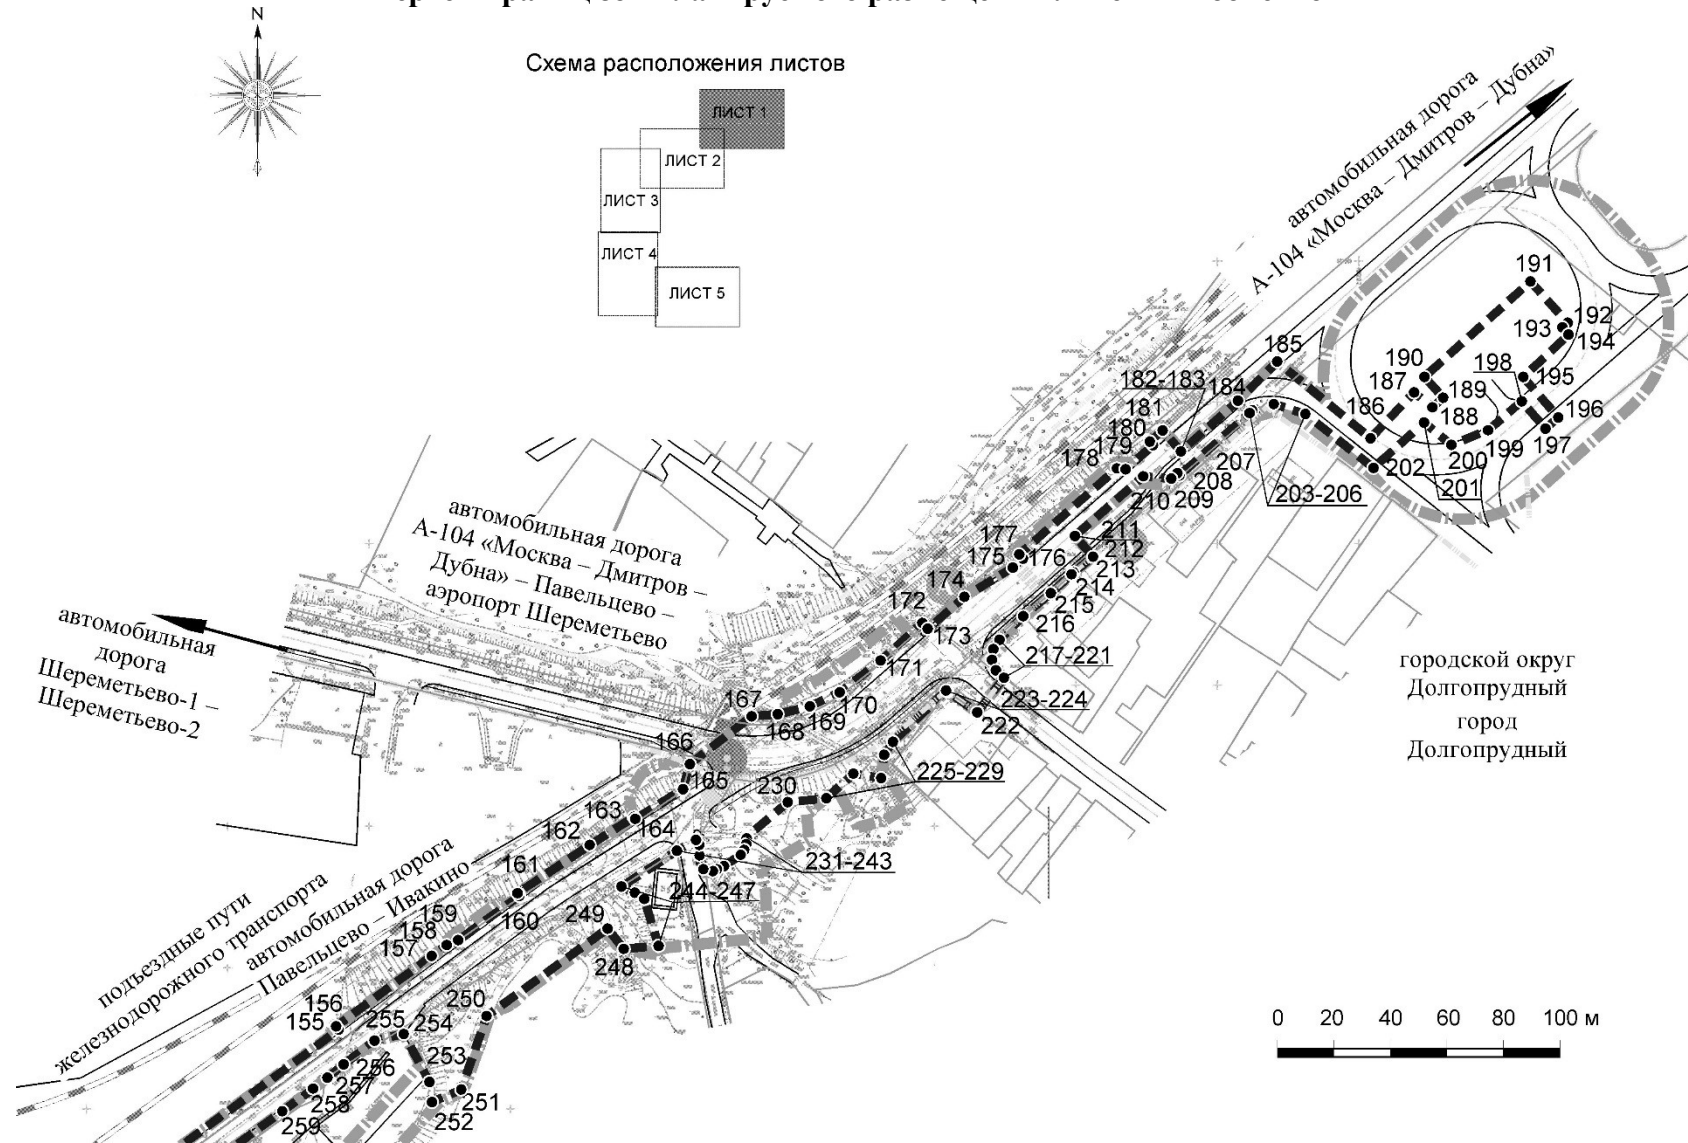 N
Схема расположения листов
ЛИСТ 1
ЛИСТ 2
ЛИСТ 3
ЛИСТ 4
ЛИСТ 5
автомобильная дорога
А-104 «Москва – Дмитров – Дубна»
191
192
193
194
185
190
198
182-183
184
187
189
195
181
186
188
196
180
199
197
179
178
200
207
202
208
201
210
209
203-206
автомобильная дорога
А-104 «Москва – Дмитров –
Дубна» – Павельцево –
аэропорт Шереметьево
177
211
175
176
212
213
174
214
172
215
216
173
автомобильная
дорога
Шереметьево-1 –
Шереметьево-2
217-221
171
городской округ
Долгопрудный
город
Долгопрудный
167
170
223-224
169
168
222
166
165
225-229
230
163
162
164
231-243
161
244-247
подъездные пути
железнодорожного транспорта
автомобильная дорога
Павельцево – Ивакино
159
158
157
160
249
248
156
155
250
255
254
253
256
257
258
251
252
259
0 20 40 60 80 100 м